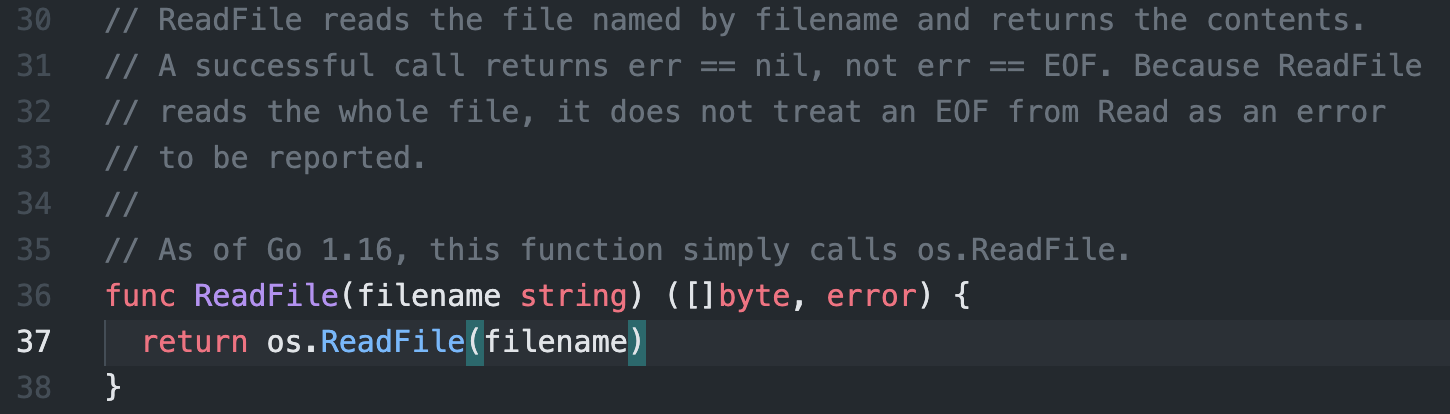 30 // ReadFile reads the file named by filename and returns the contents.
31 // A successful call returns err == nil, not err == EOF. Because ReadFile
32 // reads the whole file, it does not treat an EOF from Read as an error
33 // to be reported.
34 //
35 // As of Go 1.16, this function simply calls os.ReadFile.
36 func ReadFile(filename string) ([]byte, error) {
37   return os.ReadFile(filename)
38 }